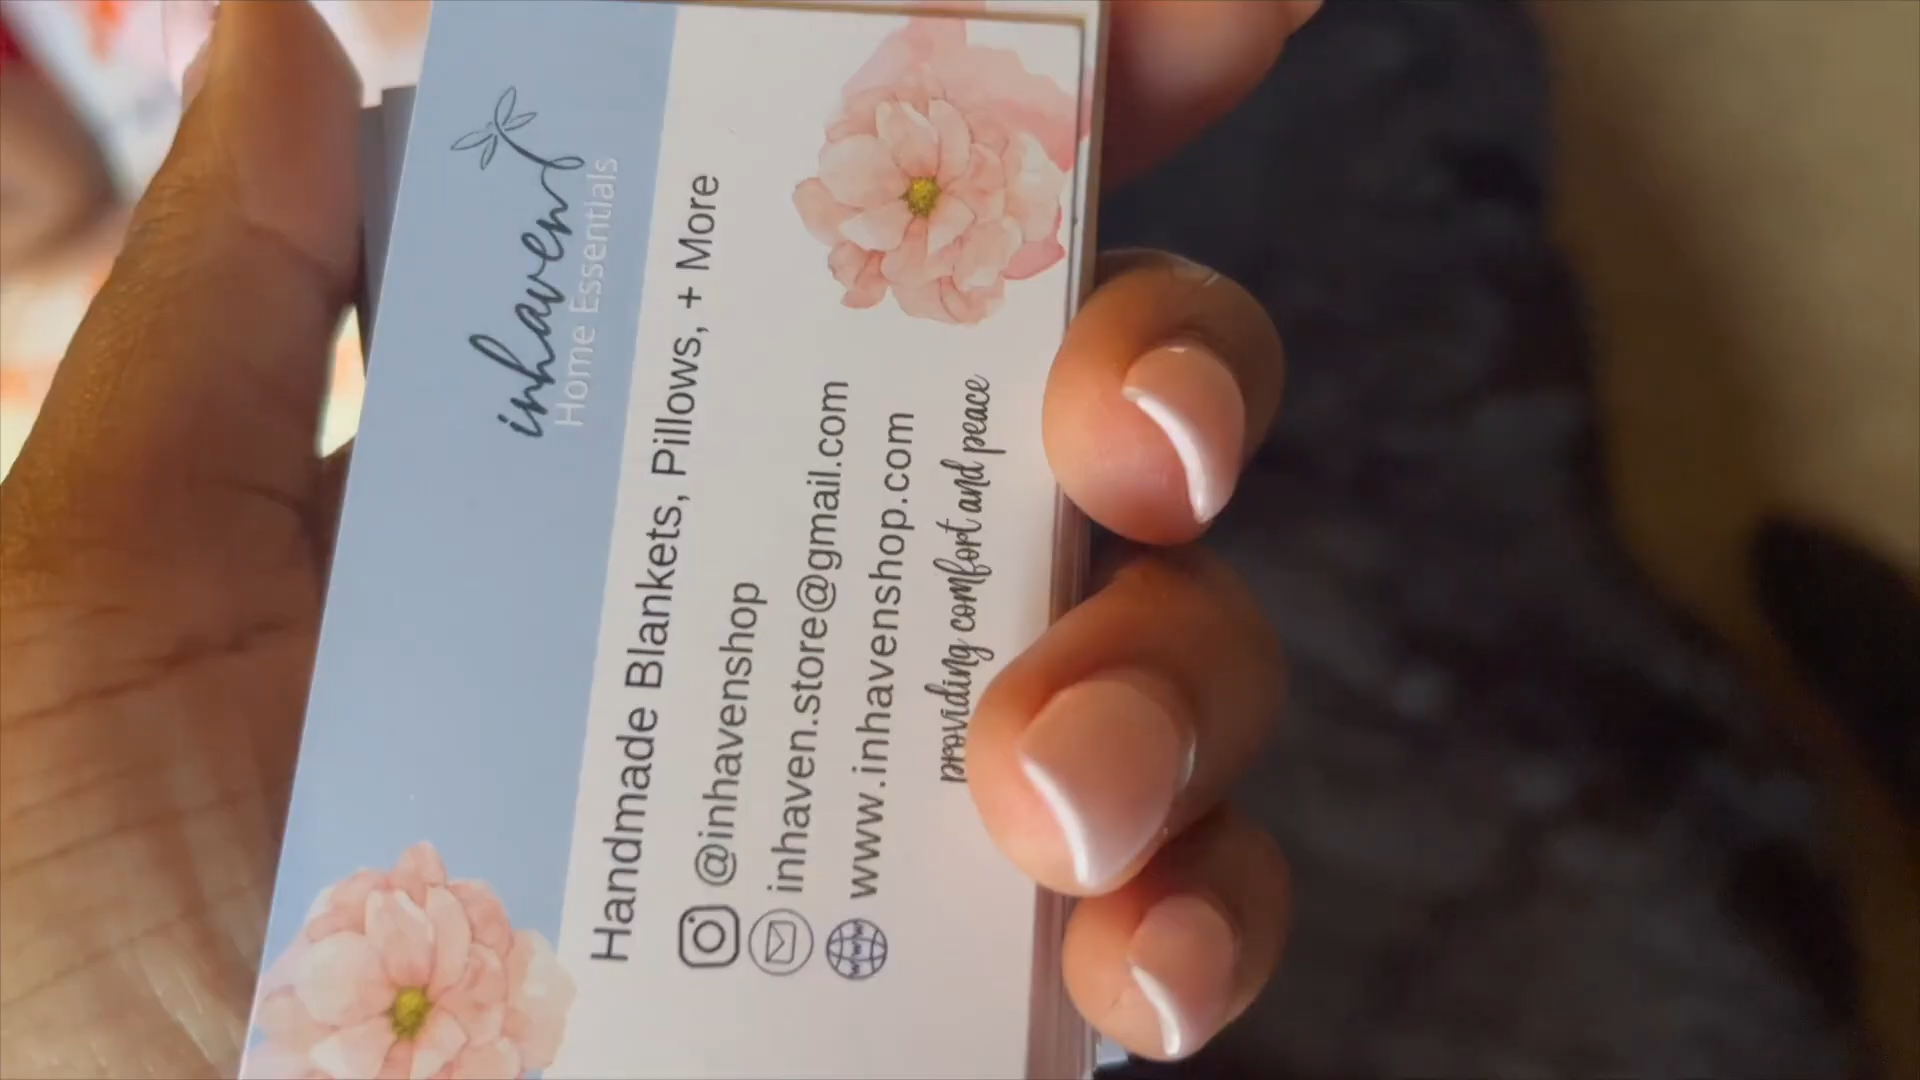 inhaven
Home Essentials
Handmade Blankets, Pillows, + More
@inhavenshop
inhaven.store@gmail.com
www.inhavenshop.com
providing comfort and peace